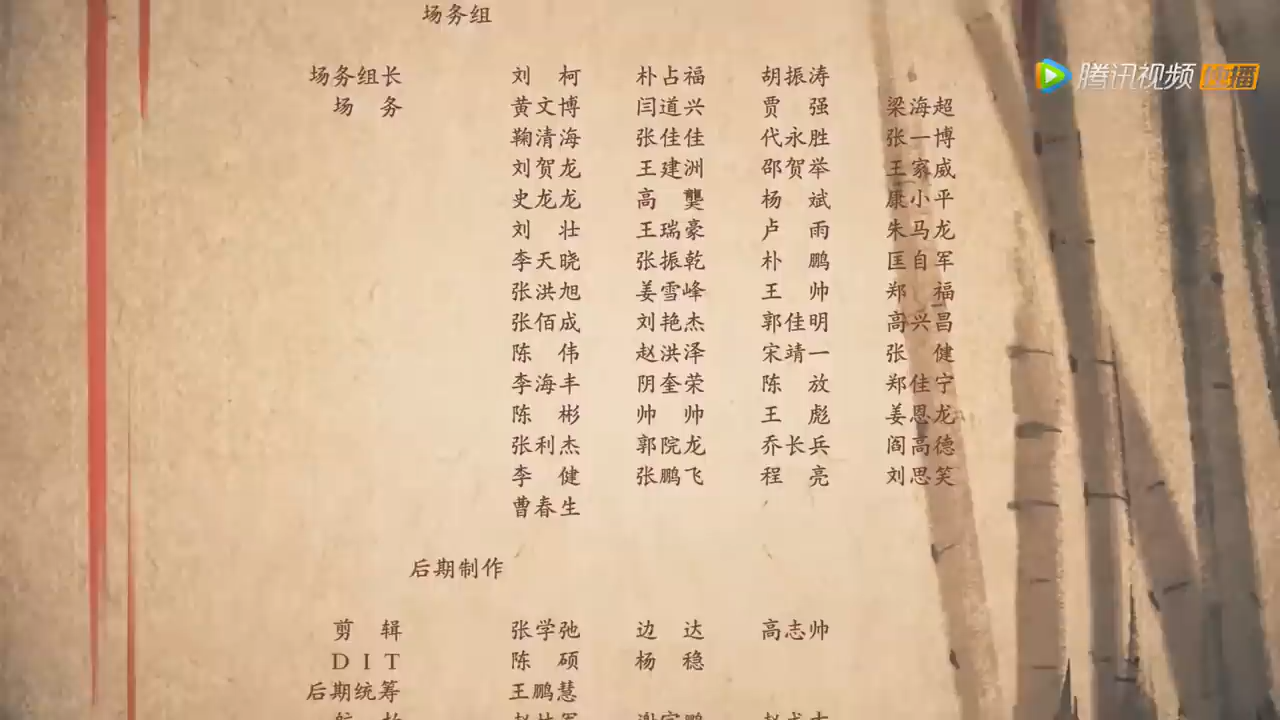 场务组
腾讯视频
场务组长 刘柯 朴占福 胡振涛
场务 黄文博 闫道兴 贾强 梁海超
鞠清海 张佳佳 代永胜 张一博
刘贺龙 王建洲 邵贺举 王家威
史龙龙 高龑 杨斌 康小平
刘壮 王瑞豪 卢雨 朱马龙
李天晓 张振乾 朴鹏 匡自军
张洪旭 姜雪峰 王帅 郑福
张佰成 刘艳杰 郭佳明 高兴昌
陈伟 赵洪泽 宋靖一 张健
李海丰 阴奎荣 陈放 郑佳宁
陈彬 帅帅 王彪 姜恩龙
张利杰 郭院龙 乔长兵 阎高德
李健 张鹏飞 程亮 刘思笑
曹春生
后期制作
剪辑 张学弛 边达 高志帅
DIT 陈硕 杨稳
后期统筹 王鹏慧